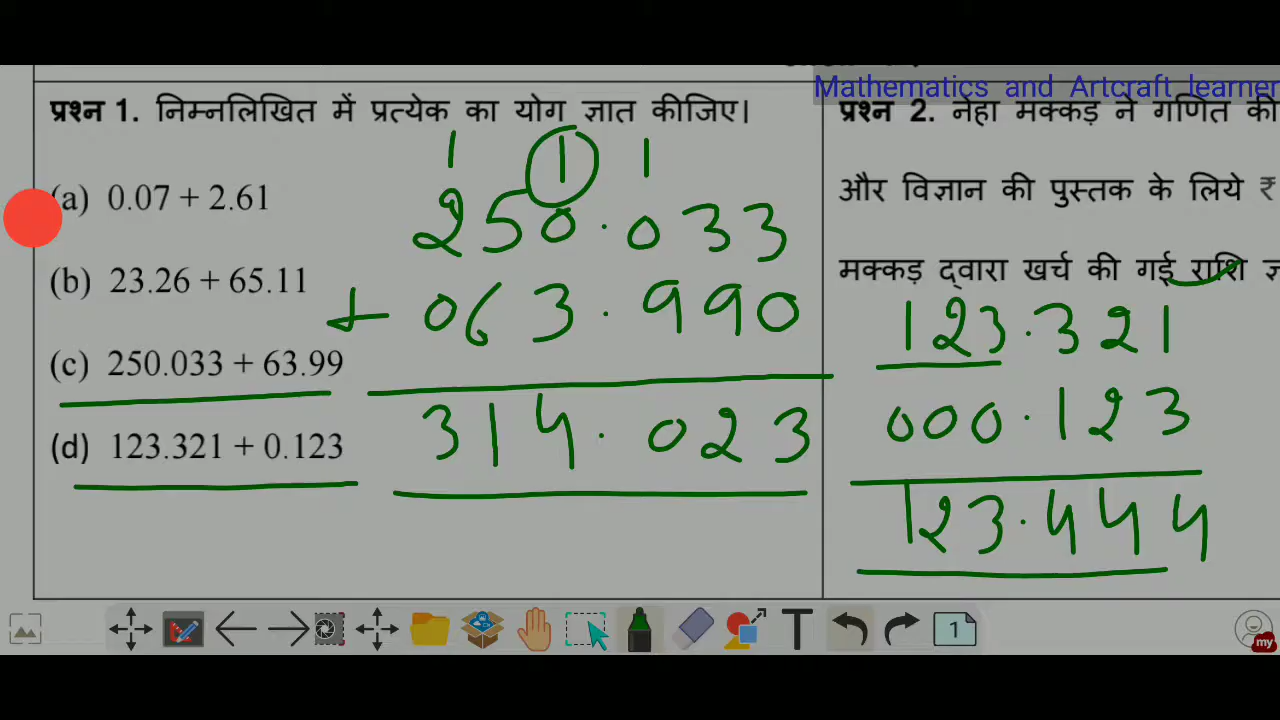 Mathematics and Artcraft learner
प्रश्न 1. निम्नलिखित में प्रत्येक का योग ज्ञात कीजिए।
(a) 0.07 + 2.61
(b) 23.26 + 65.11
(c) 250.033 + 63.99
(d) 123.321 + 0.123
1 1 1
250.033
+ 063.990
314.023
प्रश्न 2. नेहा मक्कड़ ने गणित की
और विज्ञान की पुस्तक के लिये ₹
मक्कड़ द्वारा खर्च की गई राशि
123.321
000.123
123.444
1
my